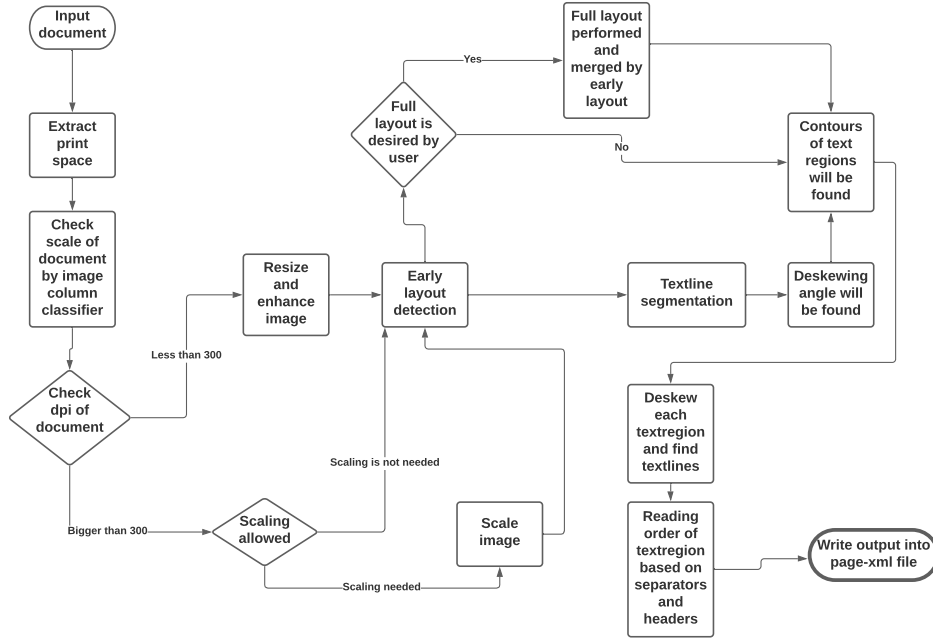 Input
document
Extract
print
space
Check
scale of
document
by image
column
classifier
Check
dpi of
document
Less than 300
Bigger than 300
Resize
and
enhance
image
Scaling
allowed
Scaling is not needed
Scaling needed
Scale
image
Early
layout
detection
Full
layout is
desired by
user
Yes
No
Full layout
performed
and
merged by
early
layout
Textline
segmentation
Deskewing
angle will
be found
Contours
of text
regions
will be
found
Deskew
each
textregion
and find
textlines
Reading
order of
textregion
based on
separators
and
headers
Write output into
page-xml file